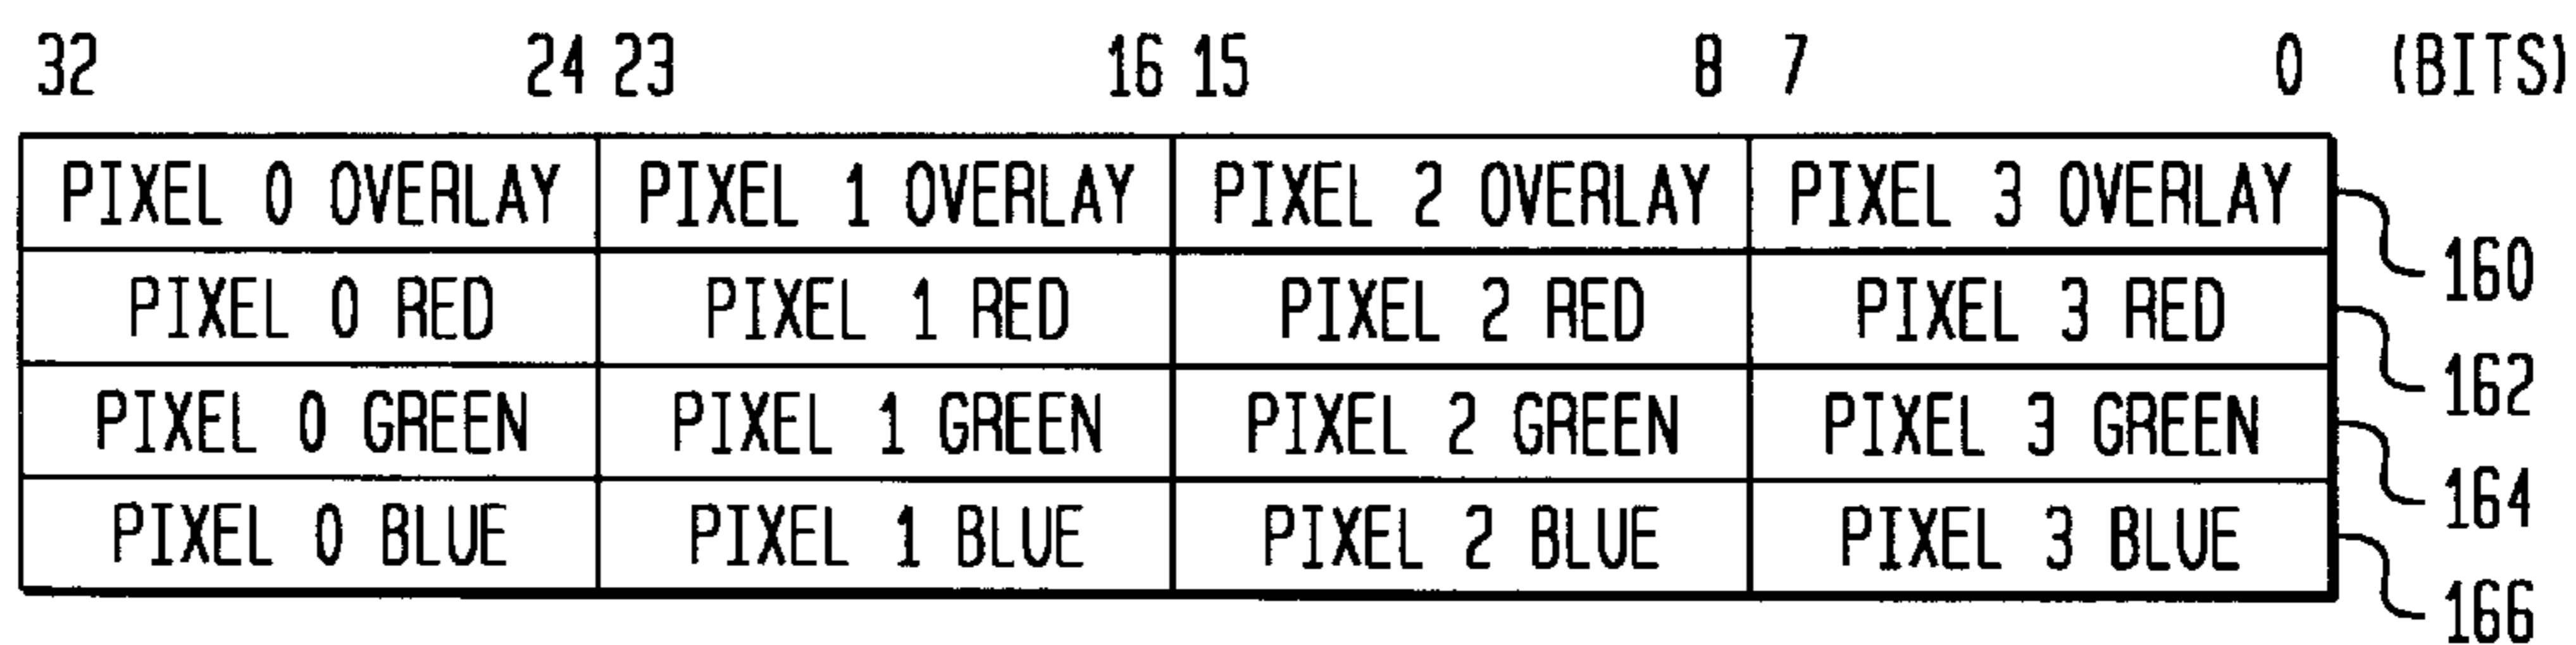 32 24 23 16 15 8 7 0 (BITS)
PIXEL 0 OVERLAY PIXEL 1 OVERLAY PIXEL 2 OVERLAY PIXEL 3 OVERLAY
160
PIXEL 0 RED PIXEL 1 RED PIXEL 2 RED PIXEL 3 RED
162
PIXEL 0 GREEN PIXEL 1 GREEN PIXEL 2 GREEN PIXEL 3 GREEN
164
PIXEL 0 BLUE PIXEL 1 BLUE PIXEL 2 BLUE PIXEL 3 BLUE
166